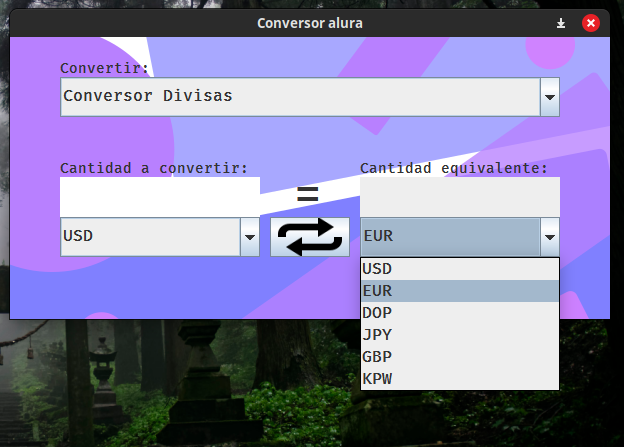 Conversor alura
Convertir:
Conversor Divisas
Cantidad a convertir:
Cantidad equivalente:
=
USD
EUR
USD
EUR
DOP
JPY
GBP
KPW